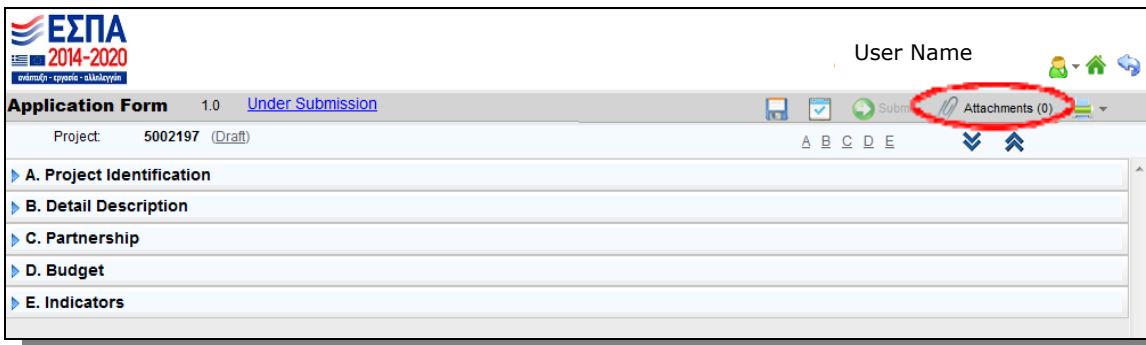 ΕΣΠΑ
2014-2020
ανάπτυξη - εργασία - αλληλεγγύη
User Name
Application Form 1.0 Under Submission Subm Attachments (0)
Project: 5002197 (Draft) A B C D E
A. Project Identification
B. Detail Description
C. Partnership
D. Budget
E. Indicators